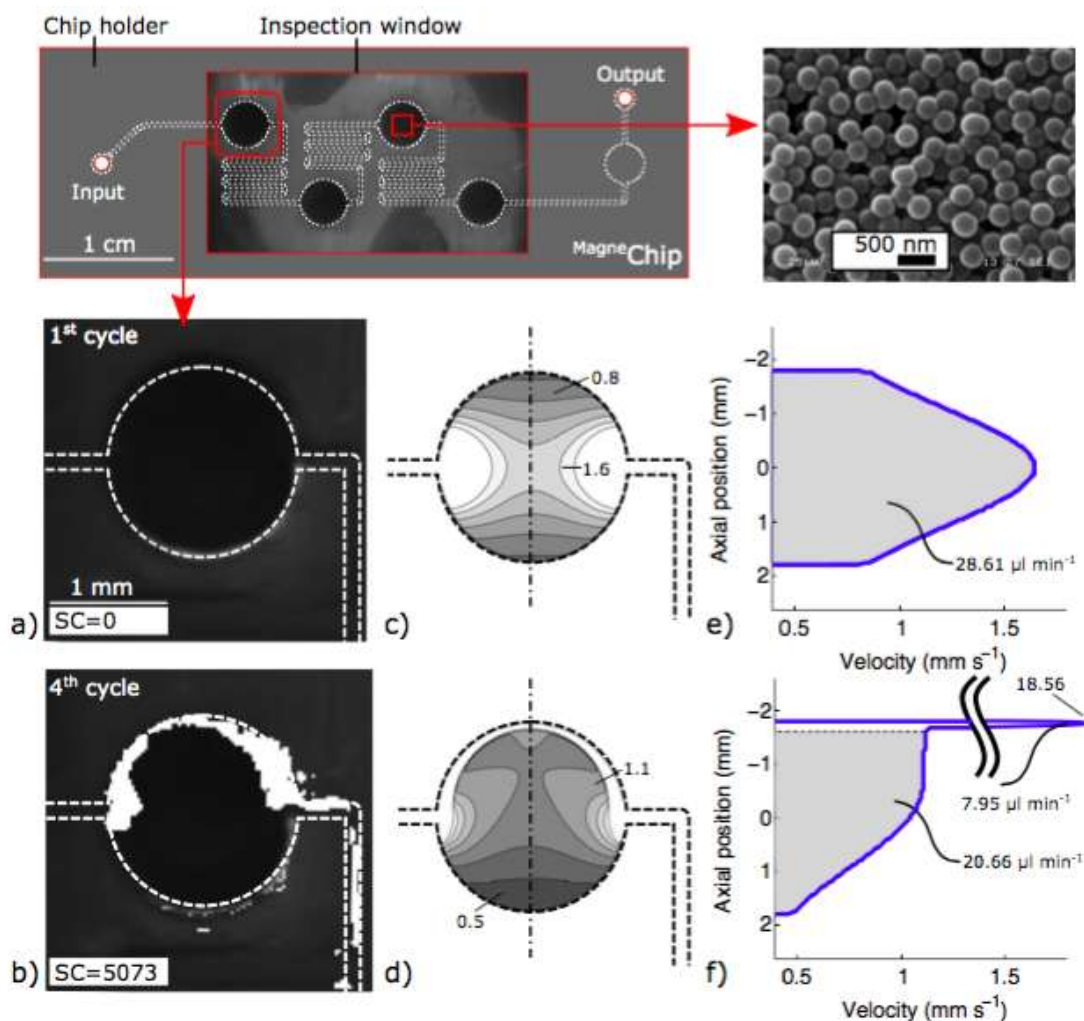 Chip holder
Inspection window
Output
Input
1 cm
MagneChip
500 nm
1st cycle
1 mm
a) SC=0
0.8
1.6
c)
-2
-1
0
1
2
Axial position (mm)
28.61 µl min⁻¹
0.5 1 1.5
e) Velocity (mm s⁻¹)
4th cycle
b) SC=5073
1.1
0.5
d)
18.56
-2
-1
0
1
2
Axial position (mm)
7.95 µl min⁻¹
20.66 µl min⁻¹
0.5 1 1.5
f) Velocity (mm s⁻¹)